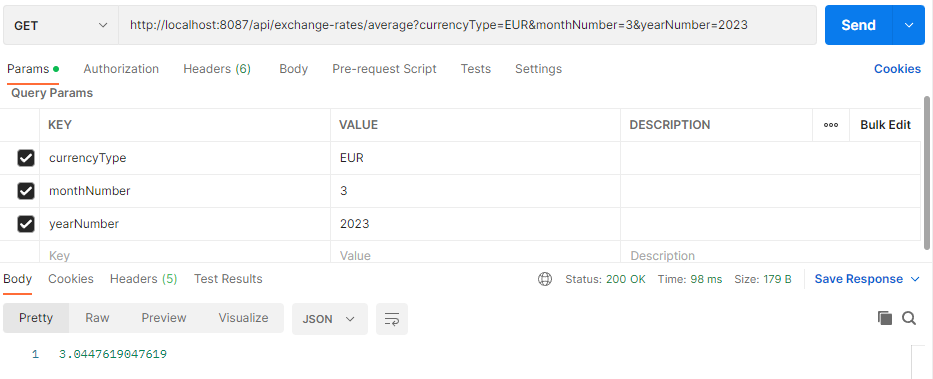 GET http://localhost:8087/api/exchange-rates/average?currencyType=EUR&monthNumber=3&yearNumber=2023 Send
Params Authorization Headers (6) Body Pre-request Script Tests Settings Cookies
Query Params
KEY VALUE DESCRIPTION Bulk Edit
currencyType EUR
monthNumber 3
yearNumber 2023
Key Value Description
Body Cookies Headers (5) Test Results Status: 200 OK Time: 98 ms Size: 179 B Save Response
Pretty Raw Preview Visualize JSON
1 3.0447619047619